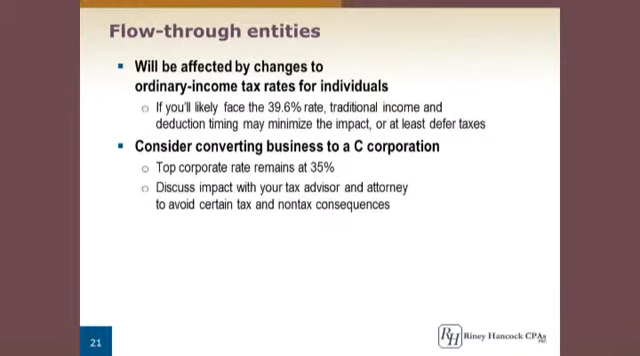 Flow-through entities
Will be affected by changes to
ordinary-income tax rates for individuals
If you'll likely face the 39.6% rate, traditional income and
deduction timing may minimize the impact, or at least defer taxes
Consider converting business to a C corporation
Top corporate rate remains at 35%
Discuss impact with your tax advisor and attorney
to avoid certain tax and nontax consequences
21
RH Riney Hancock CPAs
PSC